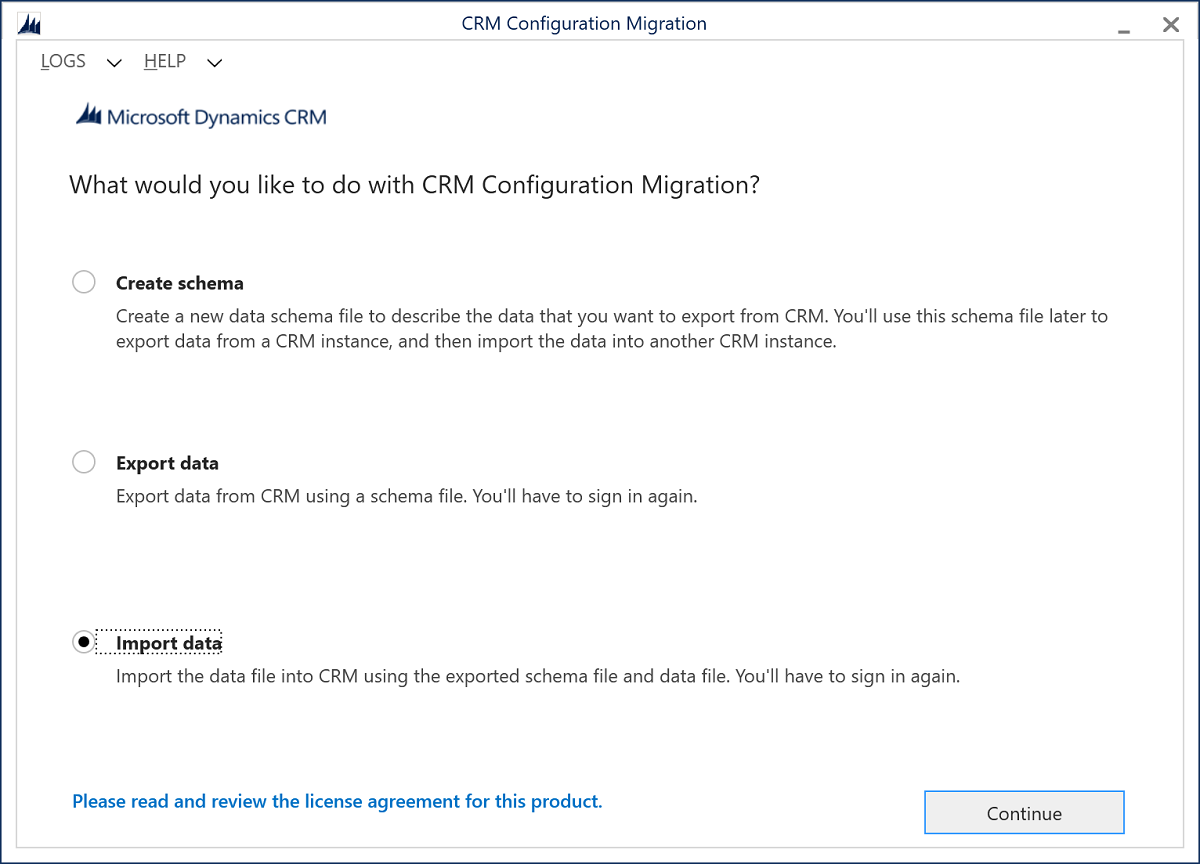 CRM Configuration Migration
LOGS HELP
Microsoft Dynamics CRM
What would you like to do with CRM Configuration Migration?
Create schema
Create a new data schema file to describe the data that you want to export from CRM. You'll use this schema file later to
export data from a CRM instance, and then import the data into another CRM instance.
Export data
Export data from CRM using a schema file. You'll have to sign in again.
Import data
Import the data file into CRM using the exported schema file and data file. You'll have to sign in again.
Please read and review the license agreement for this product.
Continue